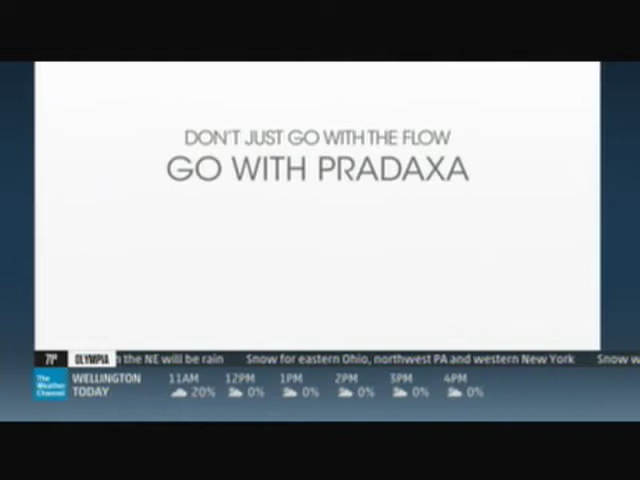 DON'T JUST GO WITH THE FLOW
GO WITH PRADAXA
71° OLYMPIA the NE will be rain Snow for eastern Ohio, northwest PA and western New York Snow
The Weather Channel
WELLINGTON
TODAY
11AM 12PM 1PM 2PM 3PM 4PM
20% 0% 0% 0% 0% 0%